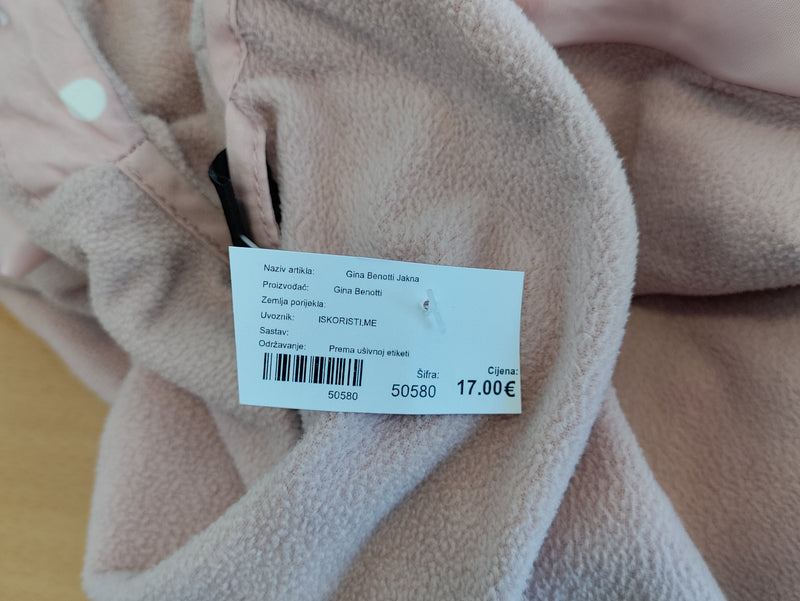 Naziv artikla: Gina Benotti Jakna
Proizvođač: Gina Benotti
Zemlja porijekla:
Uvoznik: ISKORISTI.ME
Sastav:
Održavanje: Prema ušivnoj etiketi
Šifra: Cijena:
50580 50580 17.00€